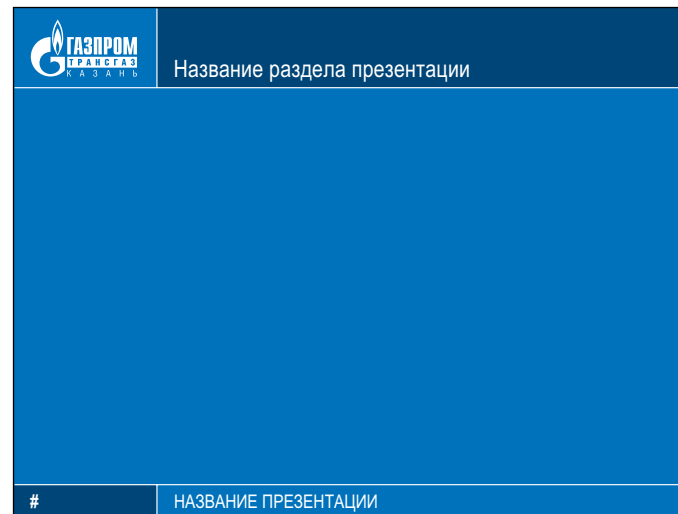 ГАЗПРОМ
ТРАНСГАЗ
КАЗАНЬ
Название раздела презентации
#
НАЗВАНИЕ ПРЕЗЕНТАЦИИ